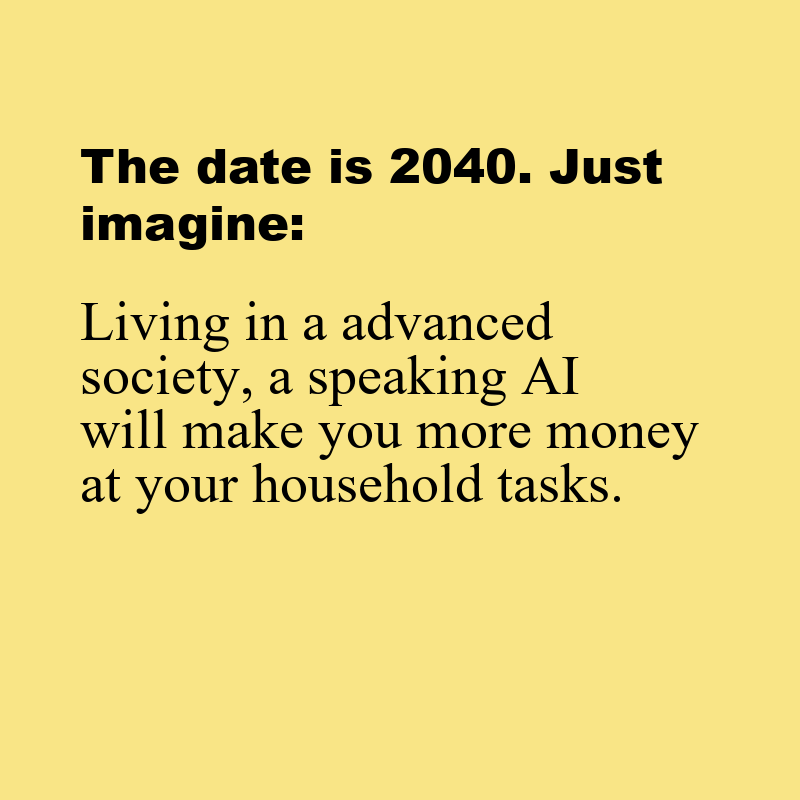 The date is 2040. Just
imagine:
Living in a advanced
society, a speaking AI
will make you more money
at your household tasks.